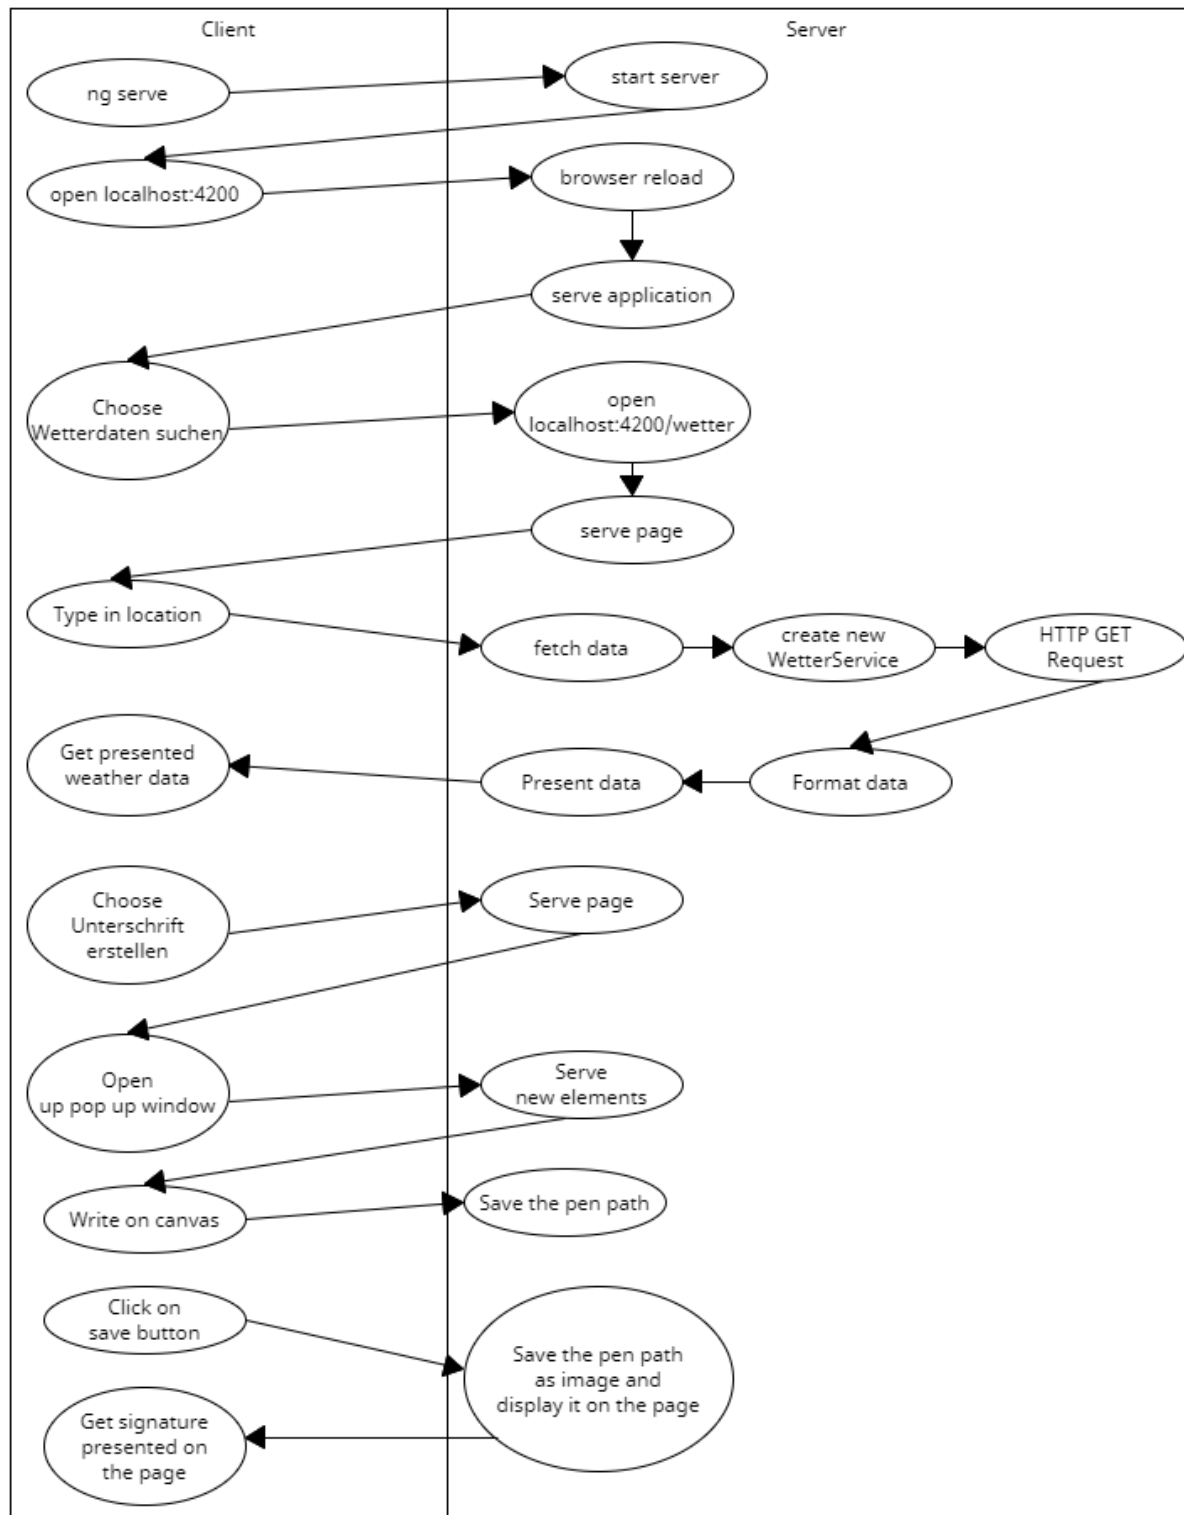 Client
Server
ng serve
start server
open localhost:4200
browser reload
serve application
Choose
Wetterdaten suchen
open
localhost:4200/wetter
serve page
Type in location
fetch data
create new
WetterService
HTTP GET
Request
Get presented
weather data
Present data
Format data
Choose
Unterschrift
erstellen
Serve page
Open
up pop up window
Serve
new elements
Write on canvas
Save the pen path
Click on
save button
Save the pen path
as image and
display it on the page
Get signature
presented on
the page